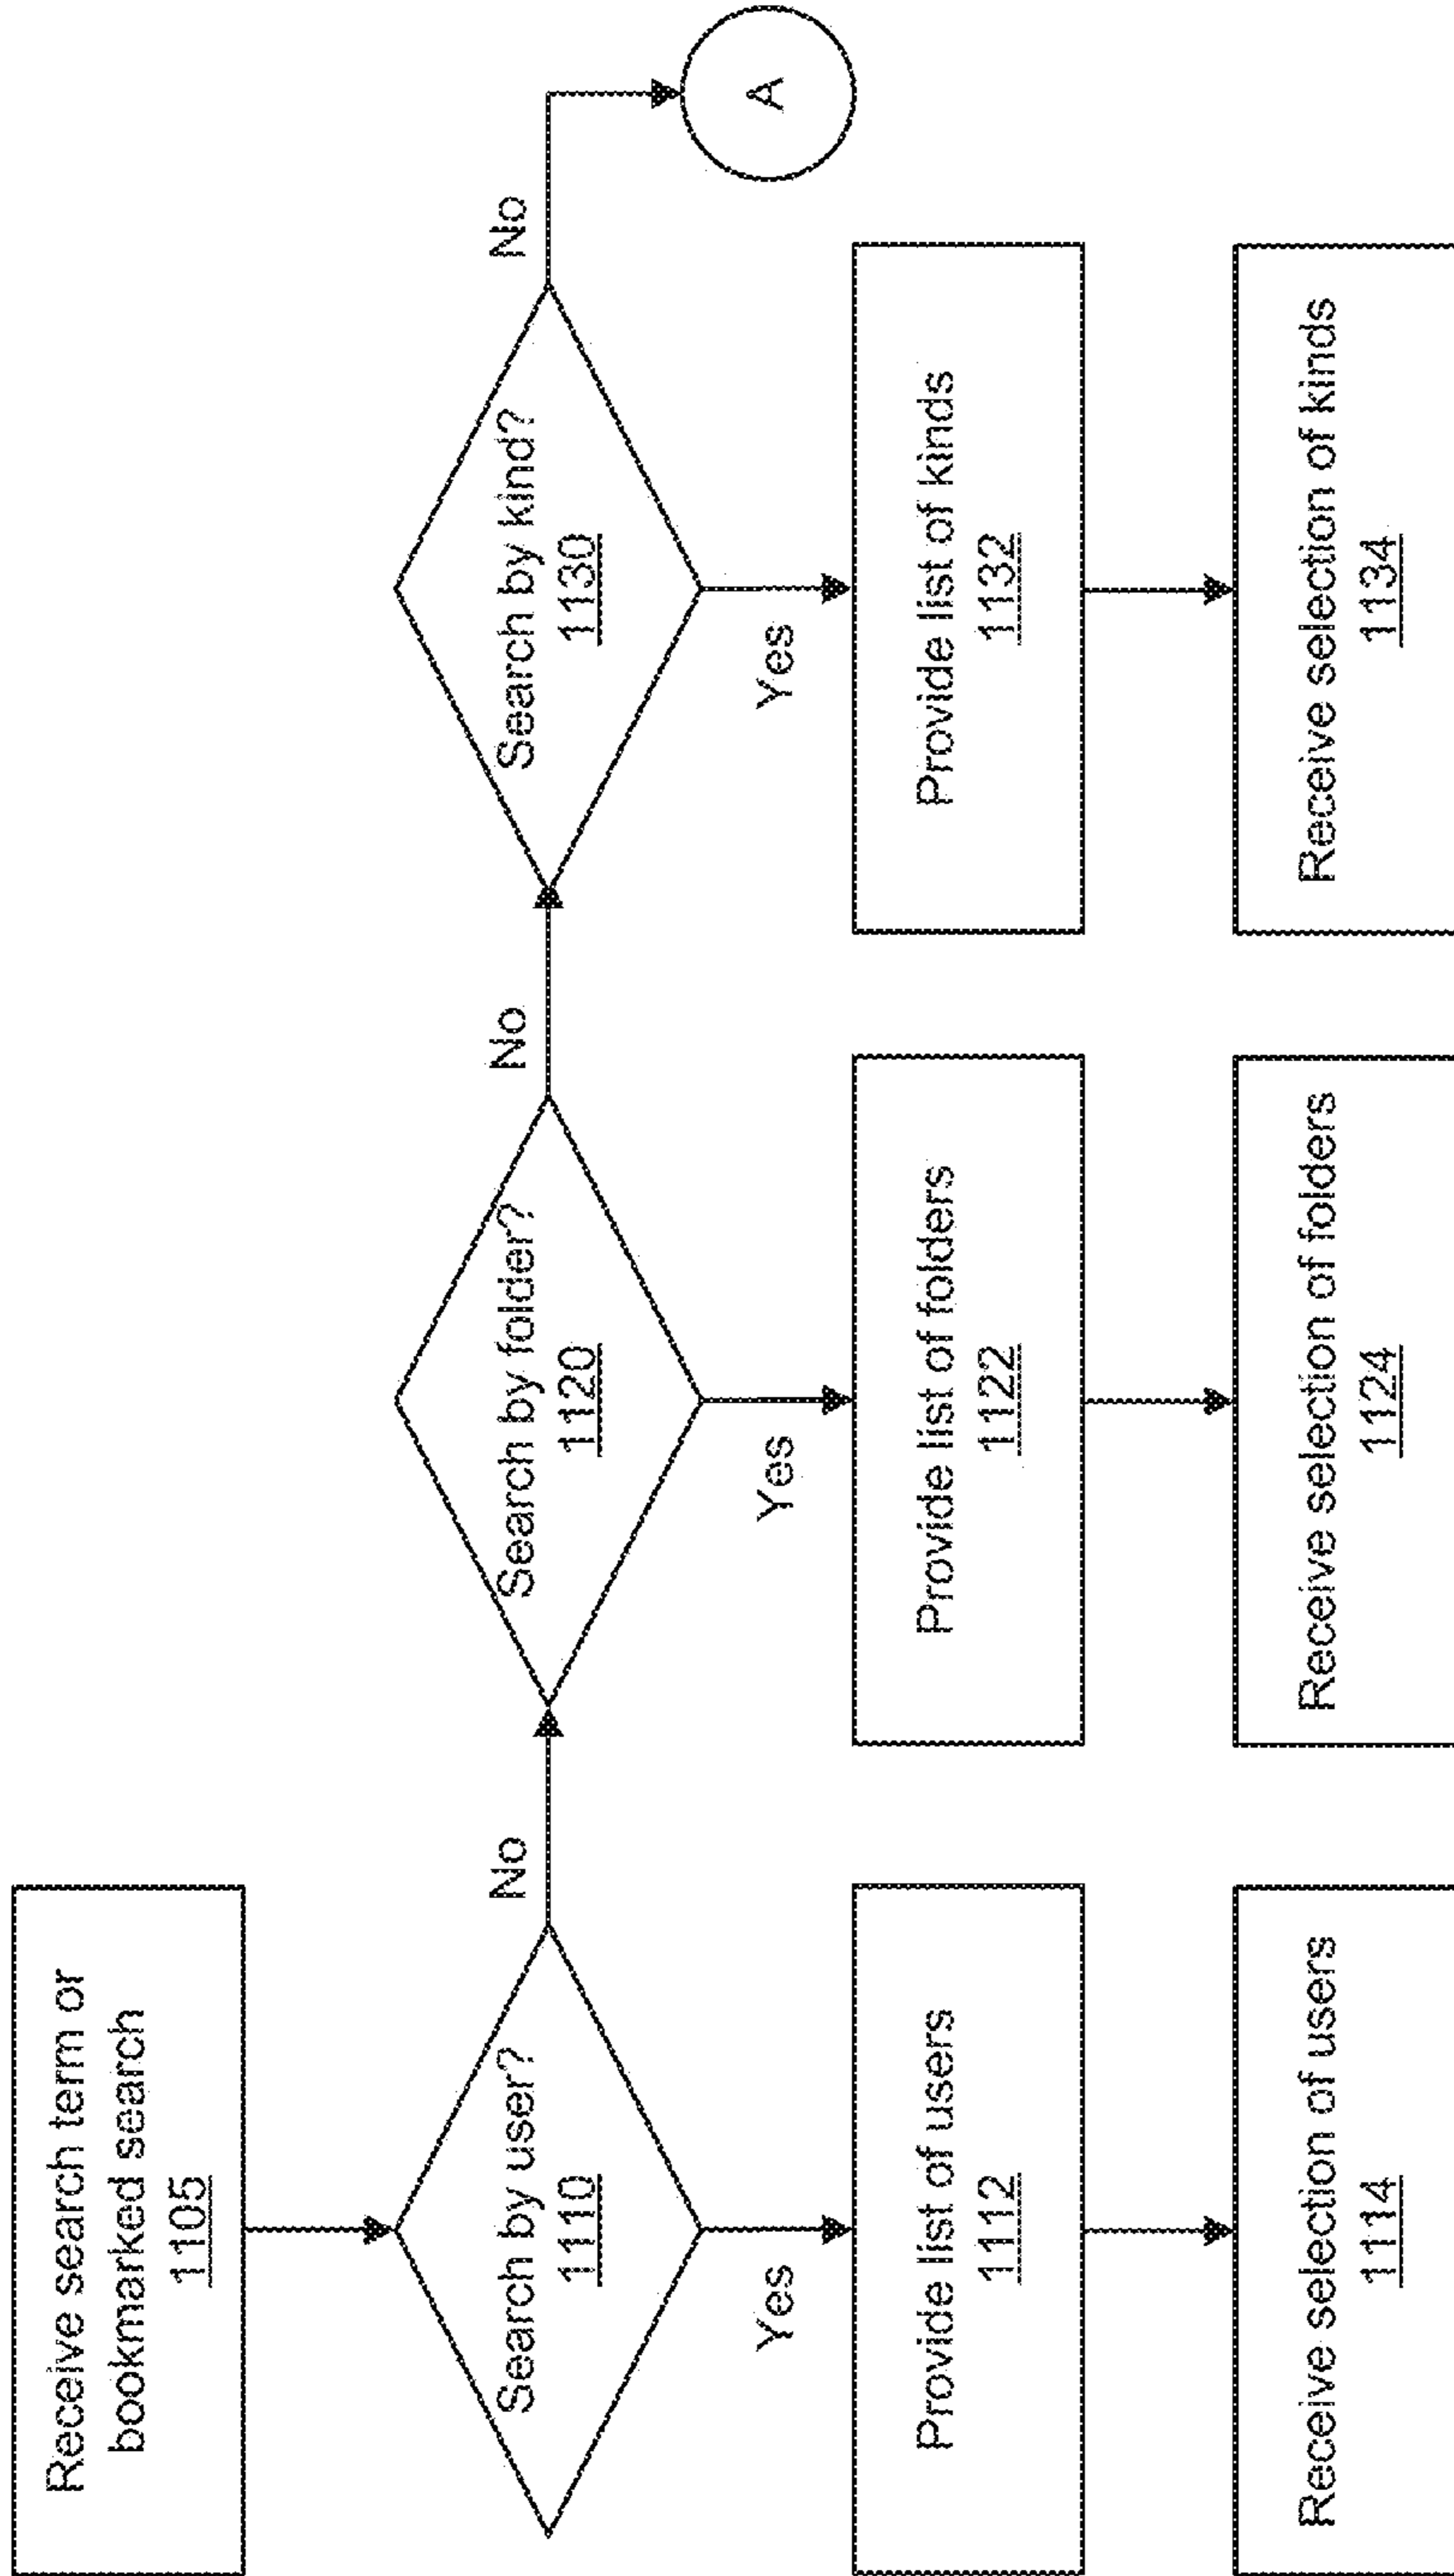 Receive search term or
bookmarked search
1105
Search by user?
1110
No
Yes
Provide list of users
1112
Receive selection of users
1114
Search by folder?
1120
No
Yes
Provide list of folders
1122
Receive selection of folders
1124
Search by kind?
1130
No
Yes
Provide list of kinds
1132
Receive selection of kinds
1134
A